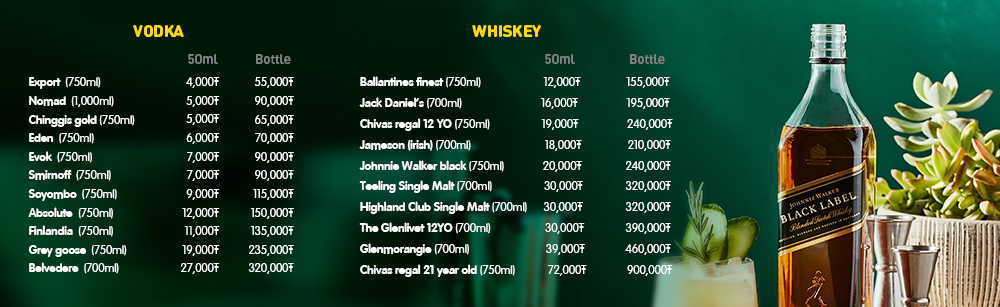 VODKA
50ml Bottle
Export (750ml) 4,000₮ 55,000₮
Nomad (1,000ml) 5,000₮ 90,000₮
Chinggis gold (750ml) 5,000₮ 65,000₮
Eden (750ml) 6,000₮ 70,000₮
Evok (750ml) 7,000₮ 90,000₮
Smirnoff (750ml) 7,000₮ 90,000₮
Soyombo (750ml) 9,000₮ 115,000₮
Absolute (750ml) 12,000₮ 150,000₮
Finlandia (750ml) 11,000₮ 135,000₮
Grey goose (750ml) 19,000₮ 235,000₮
Belvedere (700ml) 27,000₮ 320,000₮
WHISKEY
50ml Bottle
Ballantines finest (750ml) 12,000₮ 155,000₮
Jack Daniel's (700ml) 16,000₮ 195,000₮
Chivas regal 12 YO (750ml) 19,000₮ 240,000₮
Jameson (irish) (700ml) 18,000₮ 210,000₮
Johnnie Walker black (750ml) 20,000₮ 240,000₮
Teeling Single Malt (700ml) 30,000₮ 320,000₮
Highland Club Single Malt (700ml) 30,000₮ 320,000₮
The Glenlivet 12YO (700ml) 30,000₮ 390,000₮
Glenmorangie (700ml) 39,000₮ 460,000₮
Chivas regal 21 year old (750ml) 72,000₮ 900,000₮
JOHNNIE WALKER
BLACK LABEL
Blended Scotch Whisky